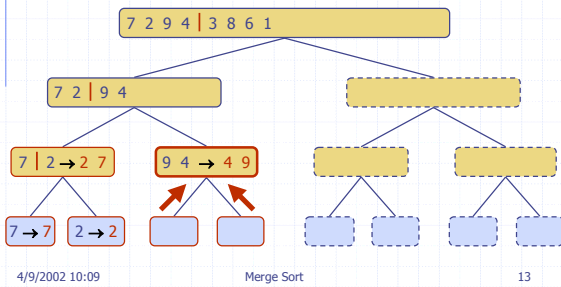 7 2 9 4 | 3 8 6 1
7 2 | 9 4
7 | 2 → 2 7
9 4 → 4 9
7 → 7
2 → 2
4/9/2002 10:09
Merge Sort
13